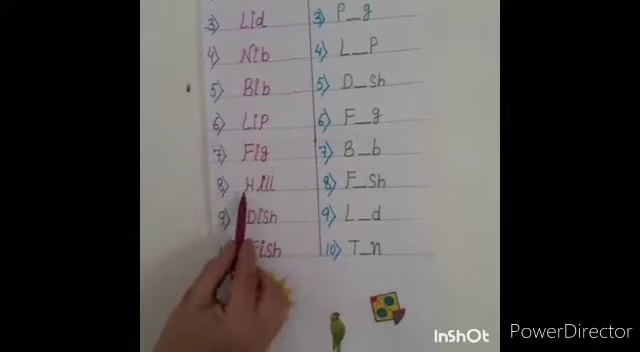 3) Lid
4) Nib
5) Bib
6) Lip
7) Fig
8) Hill
9) Dish
Fish
3) P_g
4) L_P
5) D_sh
6) F_g
7) B_b
8) F_sh
9) L_d
10) T_n
InShOt
PowerDirector